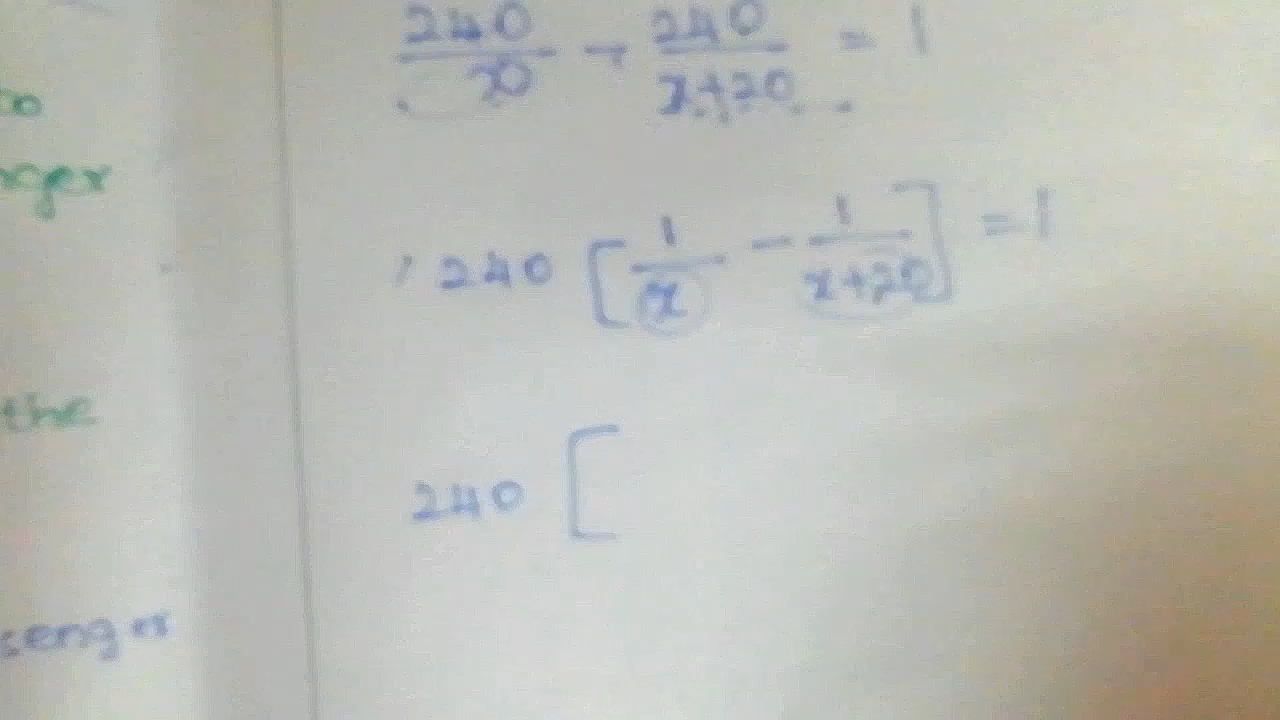 240/x - 240/x+20 = 1
240 [1/x - 1/x+20] = 1
the
240 [